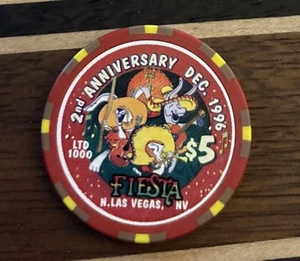 2nd ANNIVERSARY DEC. 1996
LTD
1000
$5
FIESTA
N. LAS VEGAS, NV